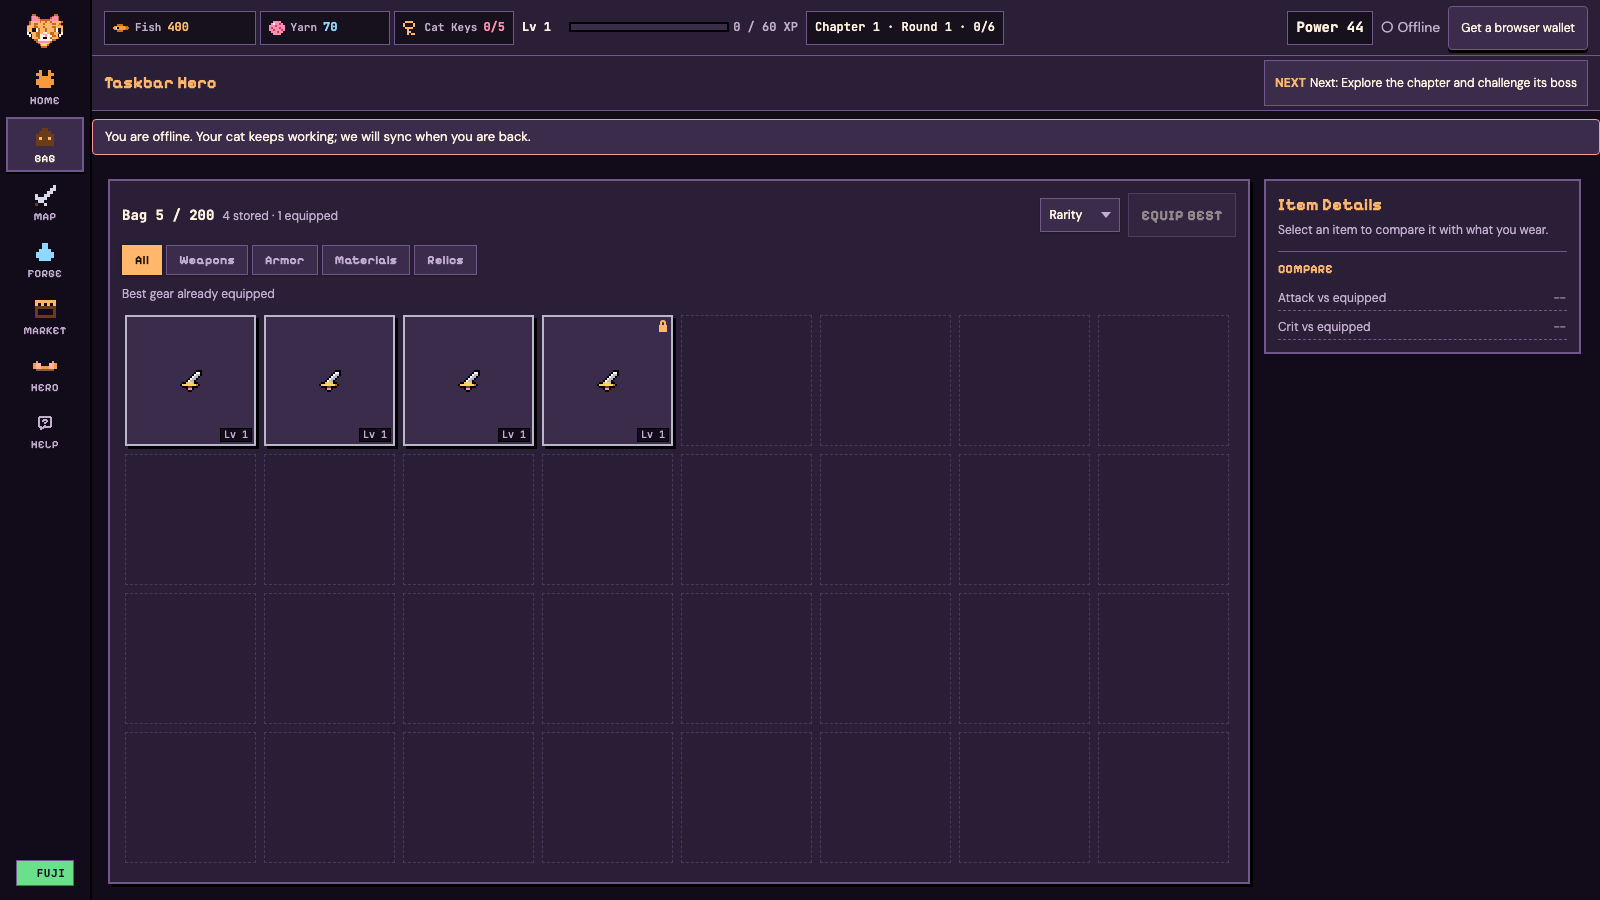 Fish 400
Yarn 70
Cat Keys 0/5
Lv 1
0 / 60 XP
Chapter 1 · Round 1 · 0/6
Power 44
Offline
Get a browser wallet
HOME
BAG
MAP
FORGE
MARKET
HERO
HELP
FUJI
Taskbar Hero
NEXT Next: Explore the chapter and challenge its boss
You are offline. Your cat keeps working; we will sync when you are back.
Bag 5 / 200 4 stored · 1 equipped
Rarity
EQUIP BEST
All
Weapons
Armor
Materials
Relics
Best gear already equipped
Lv 1
Lv 1
Lv 1
Lv 1
Item Details
Select an item to compare it with what you wear.
COMPARE
Attack vs equipped --
Crit vs equipped --